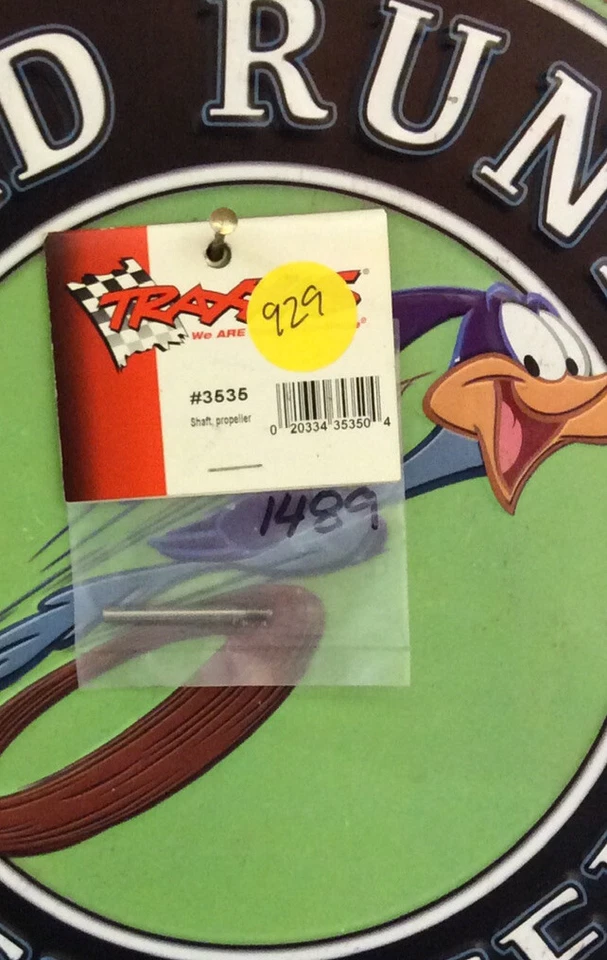 D RUN
TRAXXAS®
929
We ARE
#3535
Shaft, propeller
0 20334 35350 4
1489